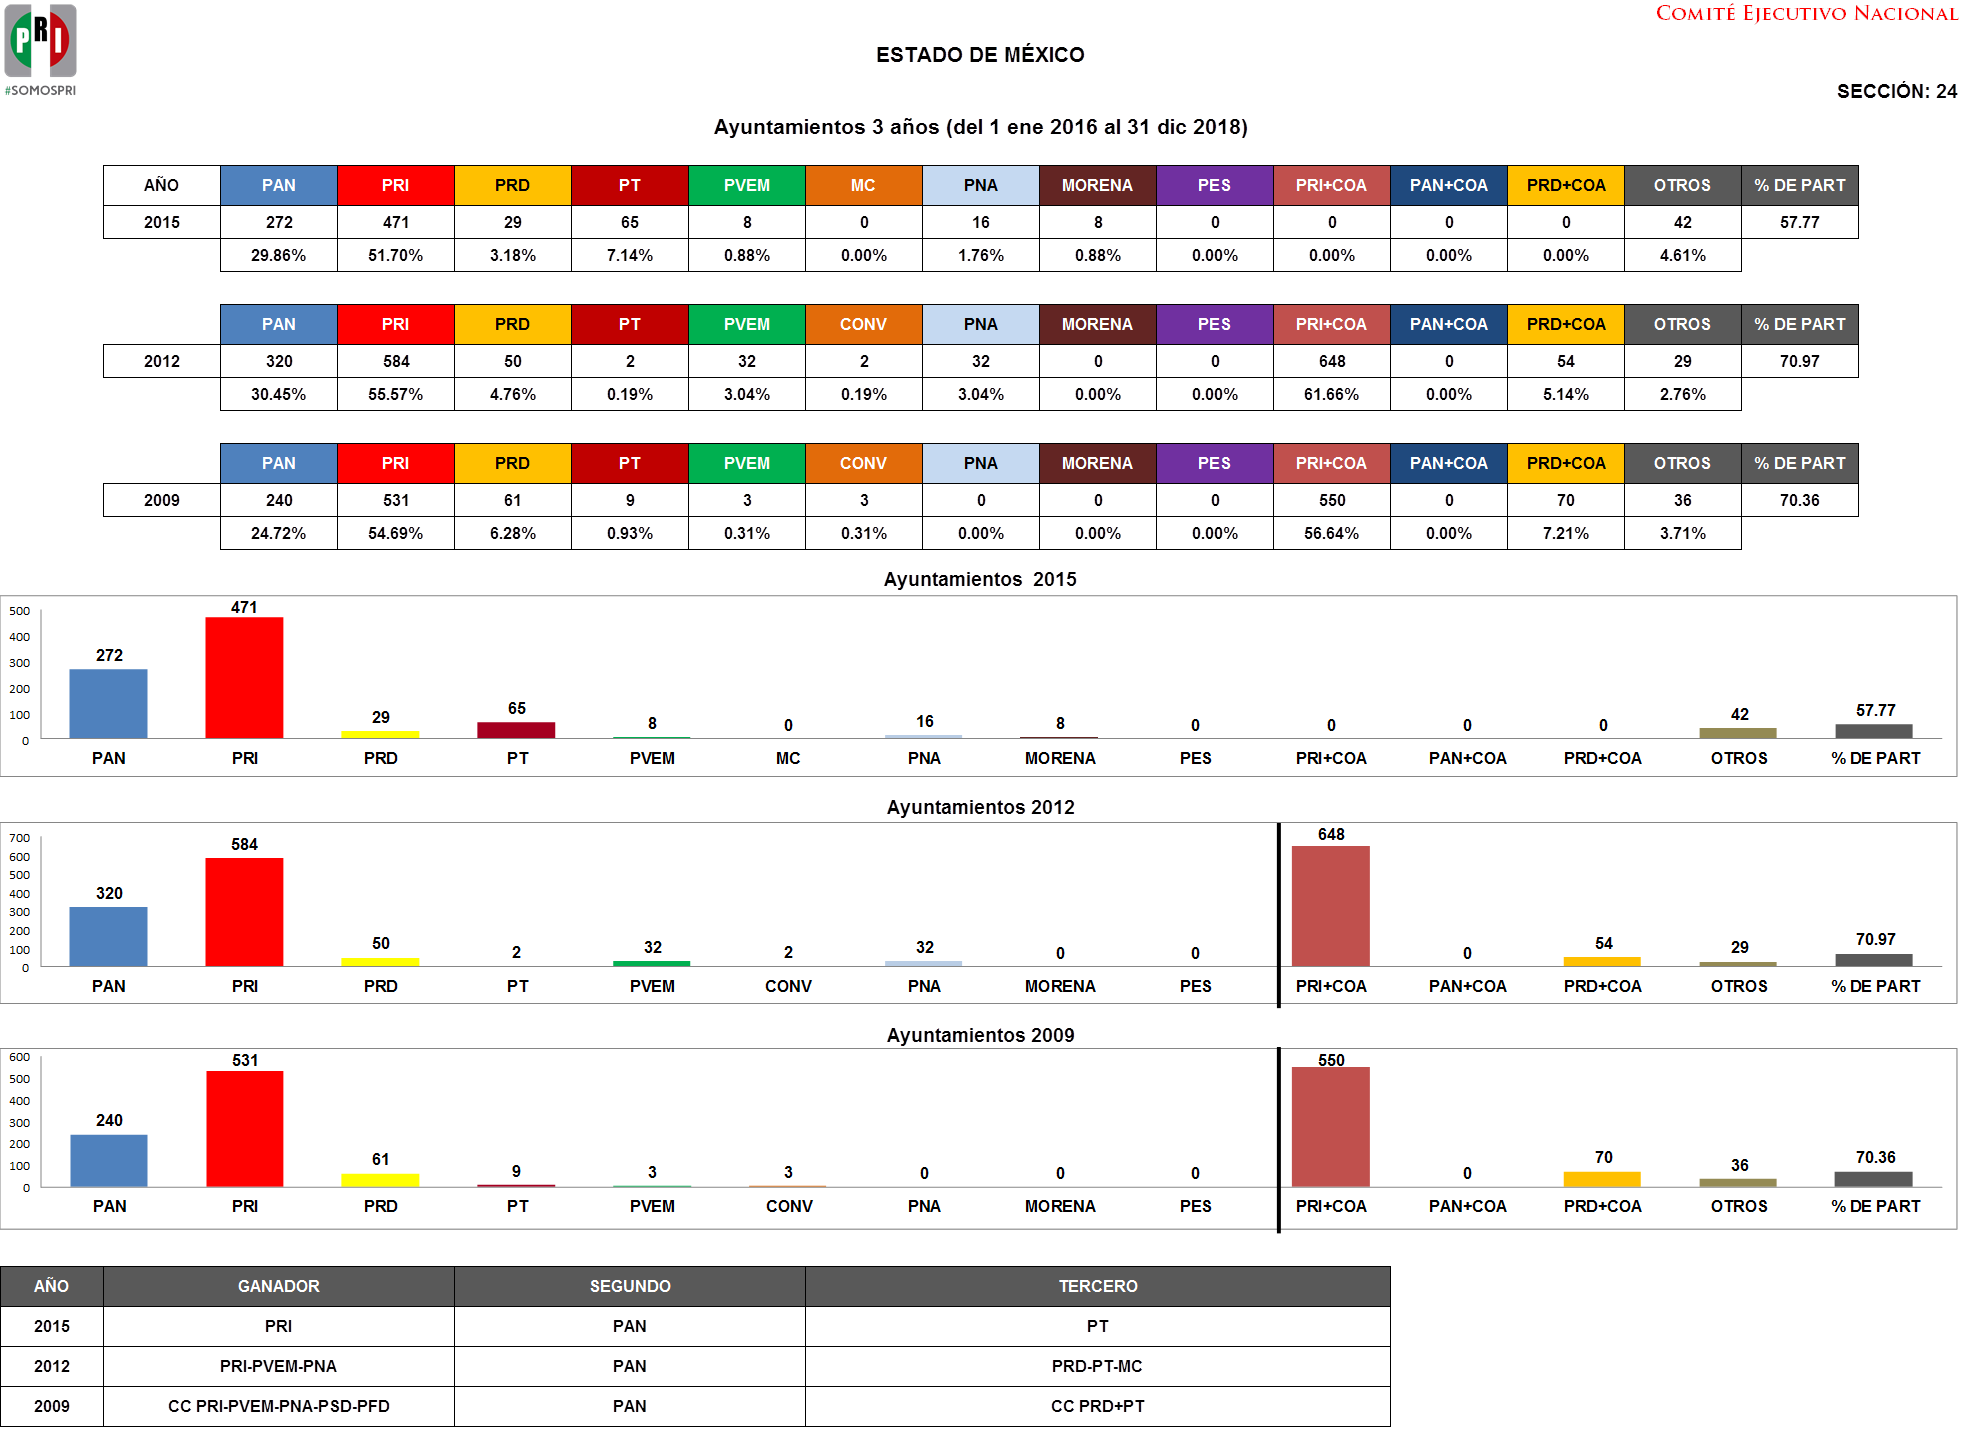 COMITÉ EJECUTIVO NACIONAL
PRI
#SOMOSPRI
ESTADO DE MÉXICO
SECCIÓN: 24
Ayuntamientos 3 años (del 1 ene 2016 al 31 dic 2018)
AÑO PAN PRI PRD PT PVEM MC PNA MORENA PES PRI+COA PAN+COA PRD+COA OTROS % DE PART
2015 272 471 29 65 8 0 16 8 0 0 0 0 42 57.77
29.86% 51.70% 3.18% 7.14% 0.88% 0.00% 1.76% 0.88% 0.00% 0.00% 0.00% 0.00% 4.61%
PAN PRI PRD PT PVEM CONV PNA MORENA PES PRI+COA PAN+COA PRD+COA OTROS % DE PART
2012 320 584 50 2 32 2 32 0 0 648 0 54 29 70.97
30.45% 55.57% 4.76% 0.19% 3.04% 0.19% 3.04% 0.00% 0.00% 61.66% 0.00% 5.14% 2.76%
PAN PRI PRD PT PVEM CONV PNA MORENA PES PRI+COA PAN+COA PRD+COA OTROS % DE PART
2009 240 531 61 9 3 3 0 0 0 550 0 70 36 70.36
24.72% 54.69% 6.28% 0.93% 0.31% 0.31% 0.00% 0.00% 0.00% 56.64% 0.00% 7.21% 3.71%
Ayuntamientos 2015
500
400
300
200
100
0
272 471 29 65 8 0 16 8 0 0 0 0 42 57.77
PAN PRI PRD PT PVEM MC PNA MORENA PES PRI+COA PAN+COA PRD+COA OTROS % DE PART
Ayuntamientos 2012
700
600
500
400
300
200
100
0
320 584 50 2 32 2 32 0 0 648 0 54 29 70.97
PAN PRI PRD PT PVEM CONV PNA MORENA PES PRI+COA PAN+COA PRD+COA OTROS % DE PART
Ayuntamientos 2009
600
500
400
300
200
100
0
240 531 61 9 3 3 0 0 0 550 0 70 36 70.36
PAN PRI PRD PT PVEM CONV PNA MORENA PES PRI+COA PAN+COA PRD+COA OTROS % DE PART
AÑO GANADOR SEGUNDO TERCERO
2015 PRI PAN PT
2012 PRI-PVEM-PNA PAN PRD-PT-MC
2009 CC PRI-PVEM-PNA-PSD-PFD PAN CC PRD+PT